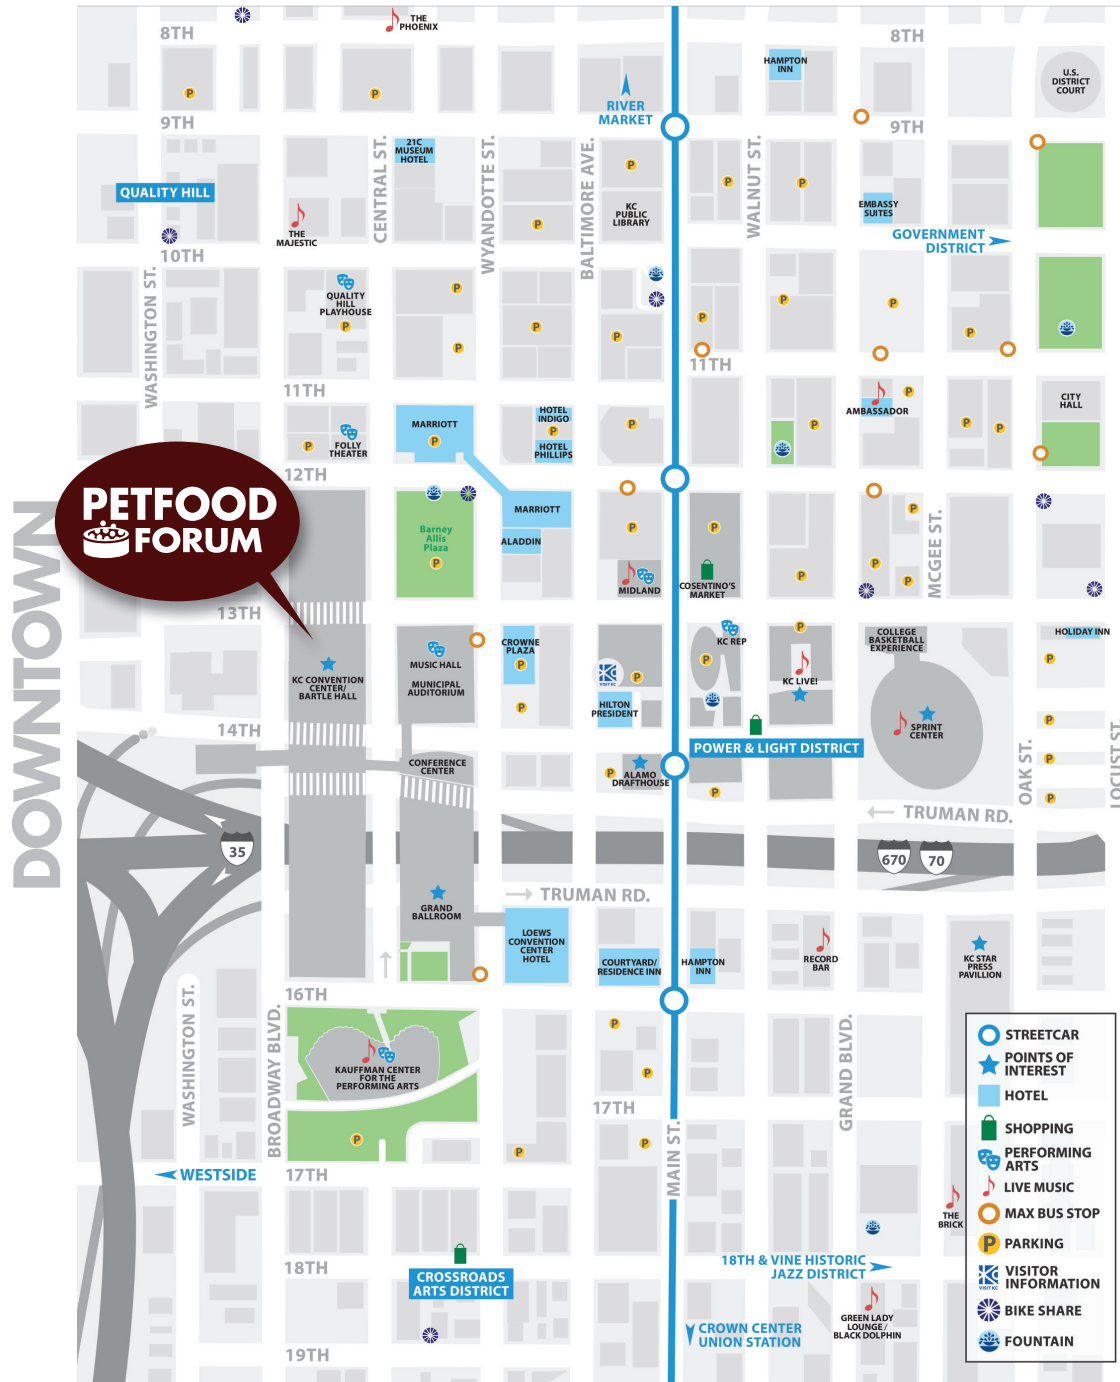 8TH
THE
PHOENIX
8TH
HAMPTON
INN
U.S.
DISTRICT
COURT
P
P
RIVER
MARKET
9TH
9TH
21C
MUSEUM
HOTEL
CENTRAL ST.
WYANDOTTE ST.
BALTIMORE AVE.
WALNUT ST.
P
P
P
QUALITY HILL
KC
PUBLIC
LIBRARY
EMBASSY
SUITES
P
THE
MAJESTIC
GOVERNMENT
DISTRICT
10TH
WASHINGTON ST.
QUALITY
HILL
PLAYHOUSE
P
P
P
P
P
P
P
P
P
P
11TH
11TH
HOTEL
INDIGO
P
HOTEL
PHILLIPS
MARRIOTT
P
P
FOLLY
THEATER
P
P
AMBASSADOR
P
P
P
CITY
HALL
12TH
PETFOOD
FORUM
DOWNTOWN
Barney
Allis
Plaza
P
MARRIOTT
ALADDIN
P
MIDLAND
P
COSENTINO'S
MARKET
P
P
P
P
MCGEE ST.
13TH
KC CONVENTION
CENTER/
BARTLE HALL
MUSIC HALL
MUNICIPAL
AUDITORIUM
CROWNE
PLAZA
P
P
VISIT KC
P
HILTON
PRESIDENT
KC REP
P
P
KC LIVE!
COLLEGE
BASKETBALL
EXPERIENCE
SPRINT
CENTER
HOLIDAY INN
P
P
P
P
14TH
POWER & LIGHT DISTRICT
OAK ST.
LOCUST ST.
CONFERENCE
CENTER
P
ALAMO
DRAFTHOUSE
P
TRUMAN RD.
35
670
70
TRUMAN RD.
GRAND
BALLROOM
LOEWS
CONVENTION
CENTER
HOTEL
COURTYARD/
RESIDENCE INN
HAMPTON
INN
RECORD
BAR
KC STAR
PRESS
PAVILION
16TH
WASHINGTON ST.
BROADWAY BLVD.
KAUFFMAN CENTER
FOR THE
PERFORMING ARTS
P
P
P
17TH
P
P
MAIN ST.
GRAND BLVD.
17TH
WESTSIDE
THE
BRICK
STREETCAR
POINTS OF
INTEREST
HOTEL
SHOPPING
PERFORMING
ARTS
LIVE MUSIC
MAX BUS STOP
P
PARKING
VISIT KC
VISITOR
INFORMATION
BIKE SHARE
FOUNTAIN
18TH
CROSSROADS
ARTS DISTRICT
18TH & VINE HISTORIC
JAZZ DISTRICT
CROWN CENTER
UNION STATION
GREEN LADY
LOUNGE /
BLACK DOLPHIN
19TH